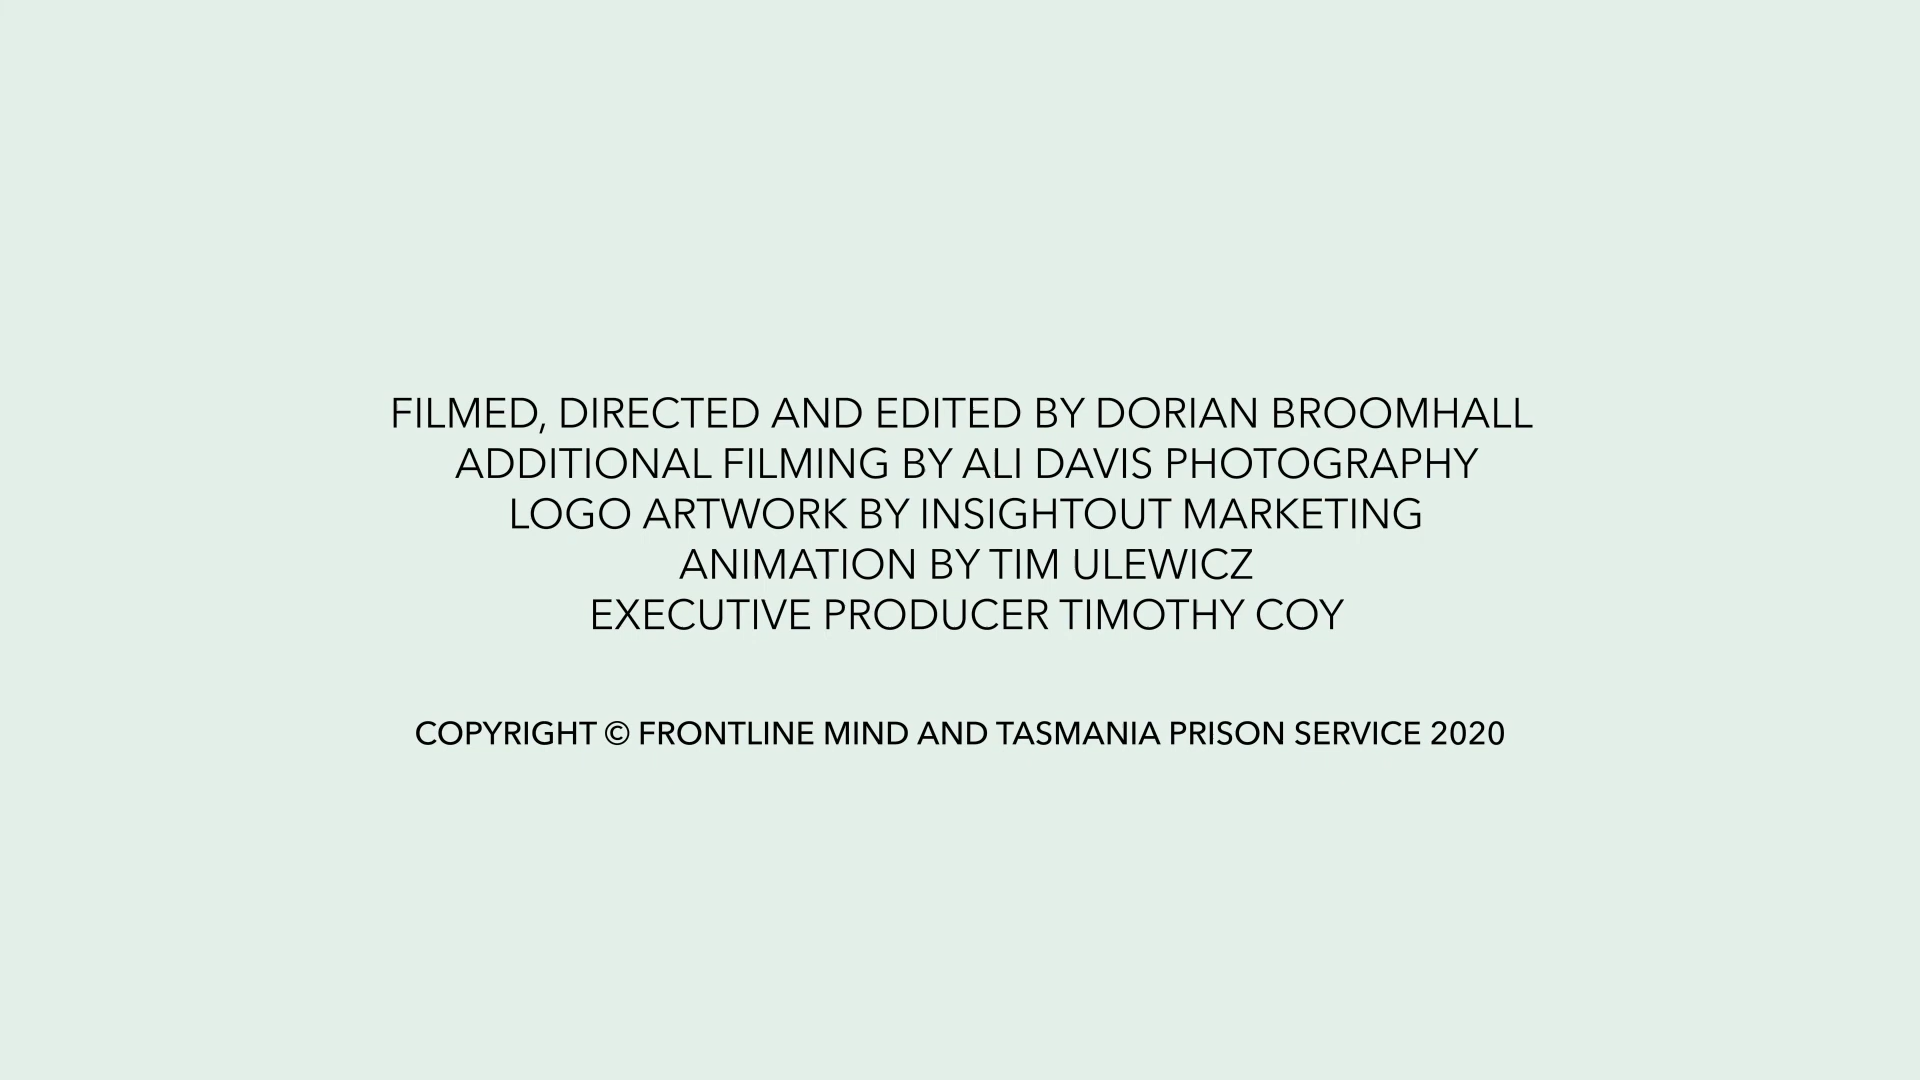 FILMED, DIRECTED AND EDITED BY DORIAN BROOMHALL
ADDITIONAL FILMING BY ALI DAVIS PHOTOGRAPHY
LOGO ARTWORK BY INSIGHTOUT MARKETING
ANIMATION BY TIM ULEWICZ
EXECUTIVE PRODUCER TIMOTHY COY
COPYRIGHT © FRONTLINE MIND AND TASMANIA PRISON SERVICE 2020